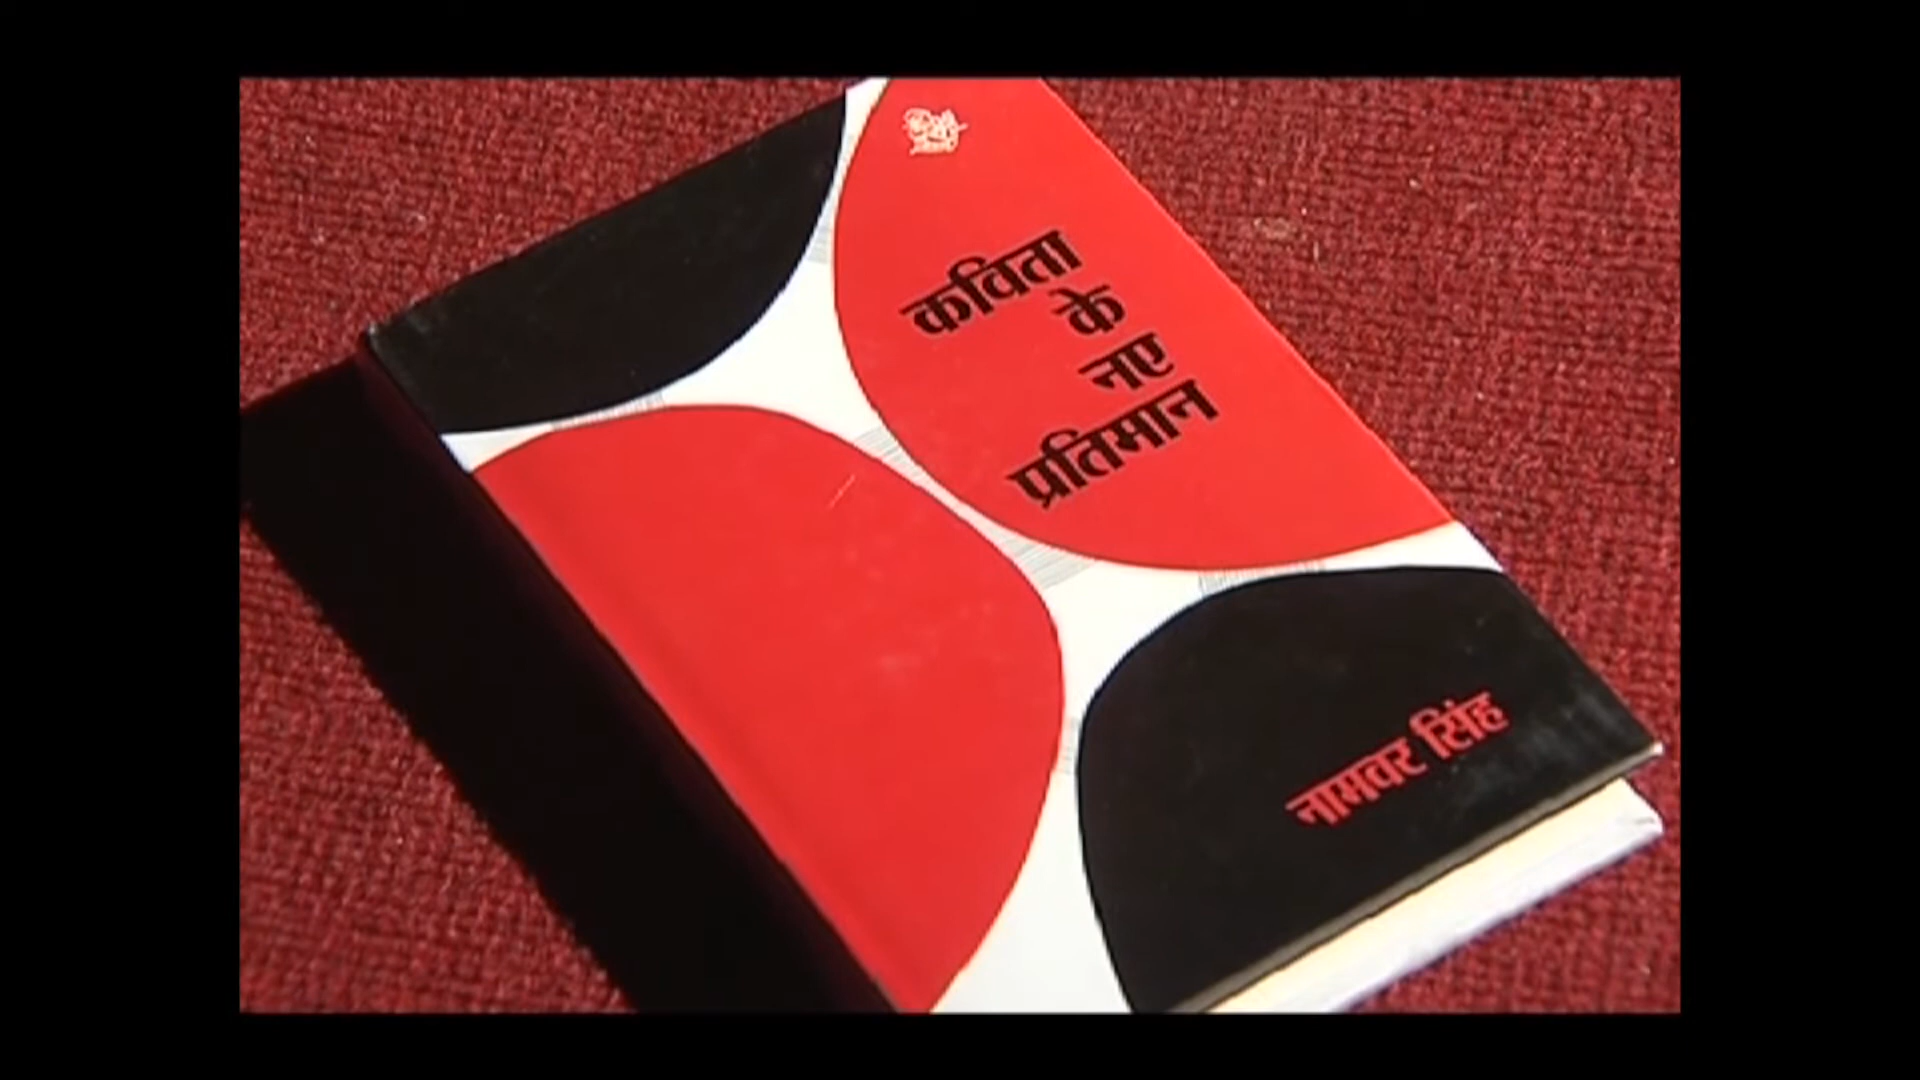 कविता
के
नए
प्रतिमान
नामवर सिंह